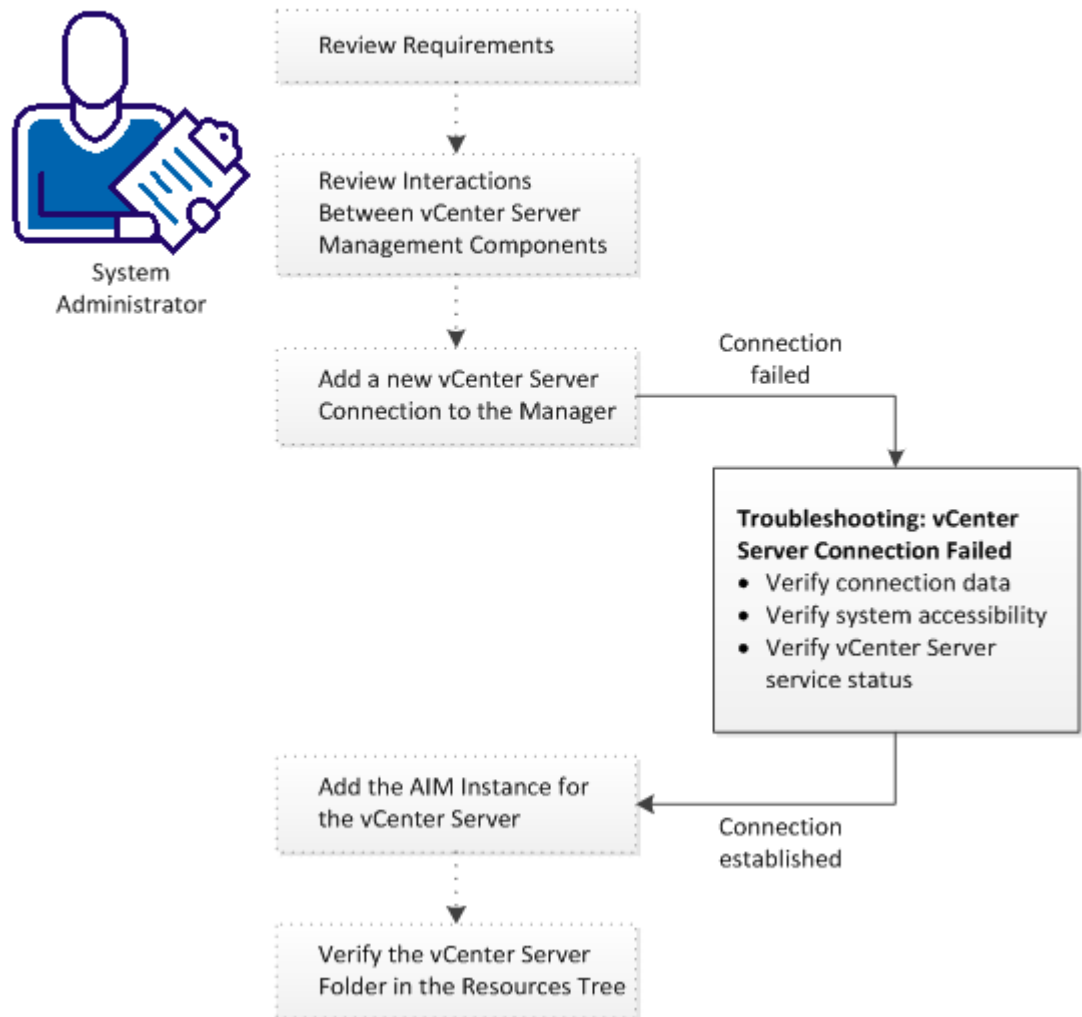 Review Requirements
System
Administrator
Review Interactions
Between vCenter Server
Management Components
Add a new vCenter Server
Connection to the Manager
Connection
failed
Troubleshooting: vCenter
Server Connection Failed
• Verify connection data
• Verify system accessibility
• Verify vCenter Server
service status
Add the AIM Instance for
the vCenter Server
Connection
established
Verify the vCenter Server
Folder in the Resources Tree